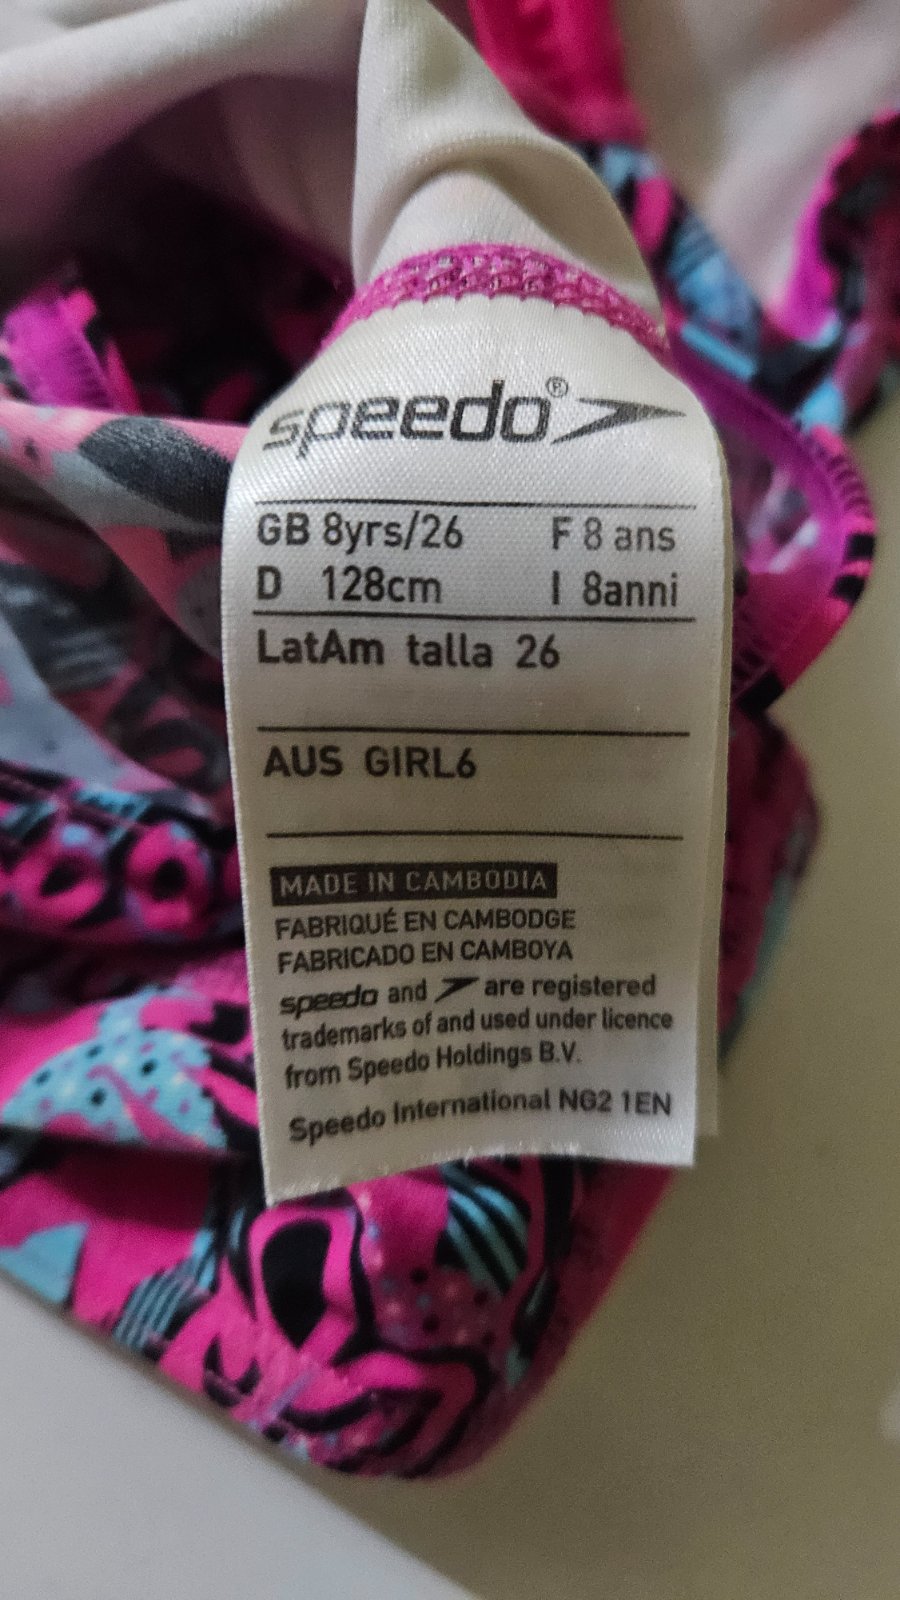 speedo®
GB 8yrs/26 F 8 ans
D 128cm I 8anni
LatAm talla 26
AUS GIRL6
MADE IN CAMBODIA
FABRIQUÉ EN CAMBODGE
FABRICADO EN CAMBOYA
speedo and are registered
trademarks of and used under licence
from Speedo Holdings B.V.
Speedo International NG2 1EN